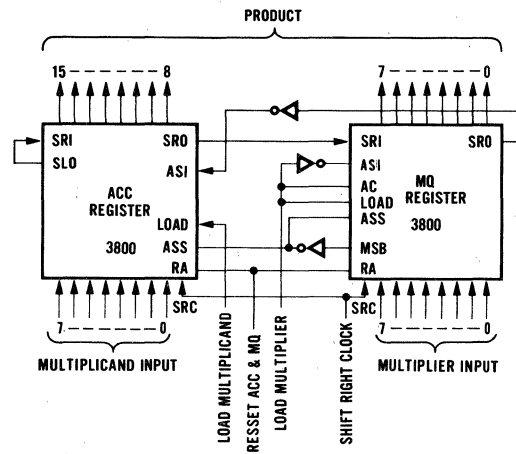 PRODUCT
15 - - - - - - 8
7 - - - - - - 0
SRI SRO
SLO
ASI
ACC
REGISTER
3800
LOAD
ASS
RA
SRC
SRI SRO
ASI
AC
LOAD
ASS
MQ
REGISTER
3800
MSB
RA
SRC
7 - - - - - - 0
MULTIPLICAND INPUT
LOAD MULTIPLICAND
RESSET ACC & MQ
LOAD MULTIPLIER
SHIFT RIGHT CLOCK
7 - - - - - - 0
MULTIPLIER INPUT